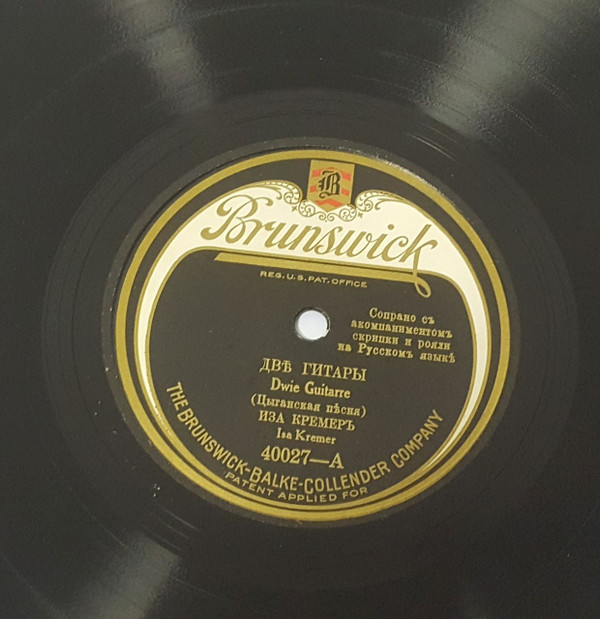 B
Brunswick
REG. U.S. PAT. OFFICE
Сопрано съ
акомпаниментомъ
скрипки и рояли
на Русскомъ языкѣ
ДВѢ ГИТАРЫ
Dwie Guitarre
(Цыганская пѣсня)
ИЗА КРЕМЕРЪ
Isa Kremer
40027—A
THE BRUNSWICK-BALKE-COLLENDER COMPANY
PATENT APPLIED FOR